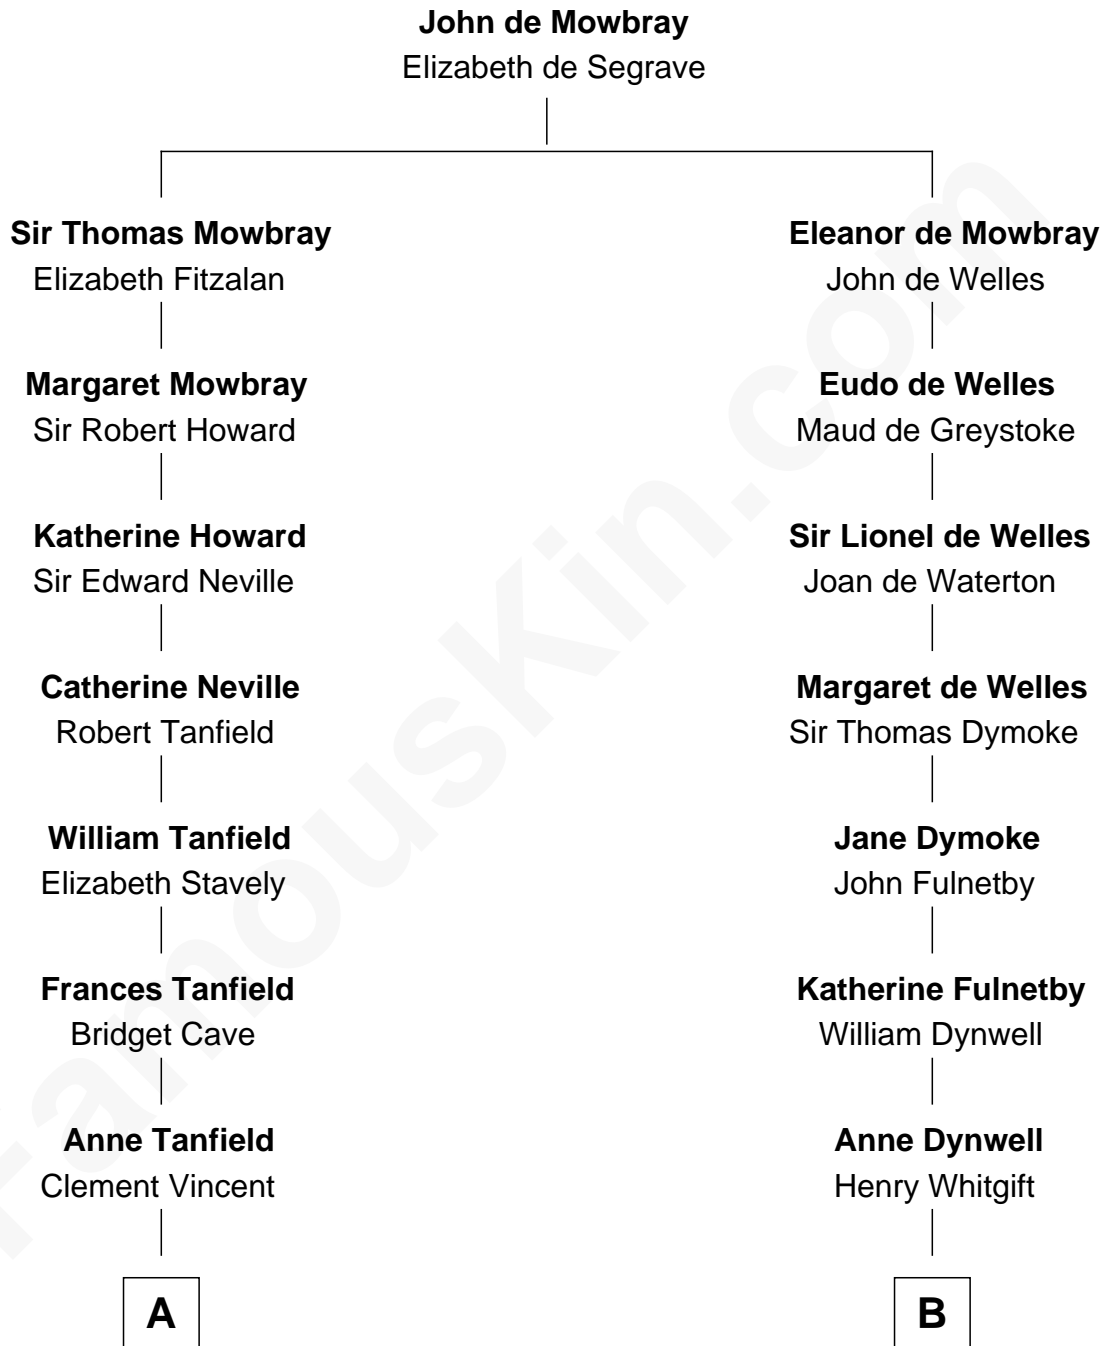 John de Mowbray
Elizabeth de Segrave
Sir Thomas Mowbray
Elizabeth Fitzalan
Margaret Mowbray
Sir Robert Howard
Katherine Howard
Sir Edward Neville
Catherine Neville
Robert Tanfield
William Tanfield
Elizabeth Stavely
Frances Tanfield
Bridget Cave
Anne Tanfield
Clement Vincent
A
Eleanor de Mowbray
John de Welles
Eudo de Welles
Maud de Greystoke
Sir Lionel de Welles
Joan de Waterton
Margaret de Welles
Sir Thomas Dymoke
Jane Dymoke
John Fulnetby
Katherine Fulnetby
William Dynwell
Anne Dynwell
Henry Whitgift
B
FamousKin.com